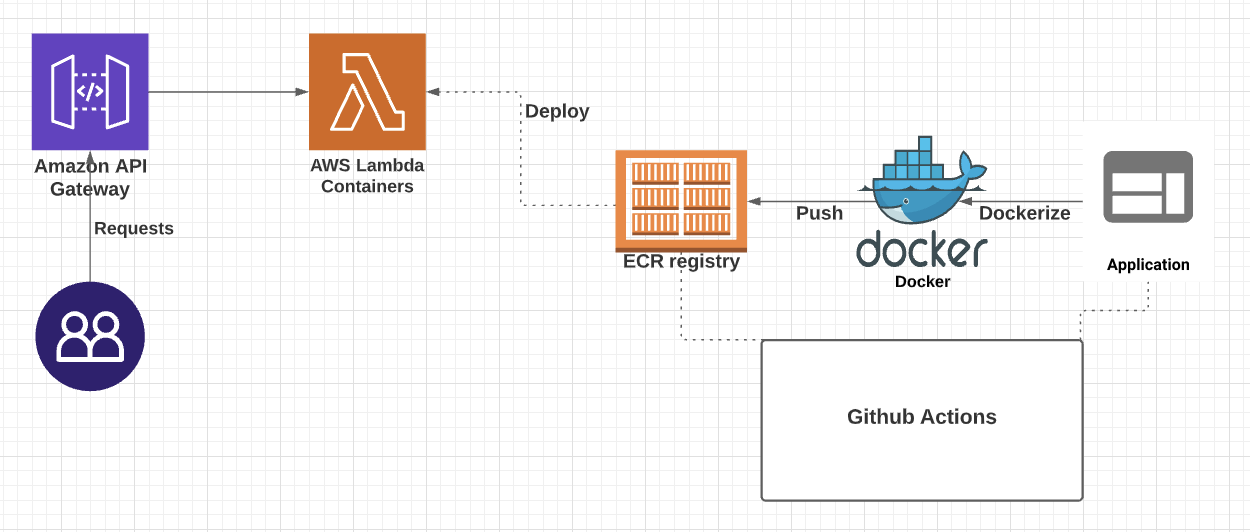 Amazon API
Gateway
Requests
AWS Lambda
Containers
Deploy
ECR registry
Push
docker
Docker
Dockerize
Application
Github Actions